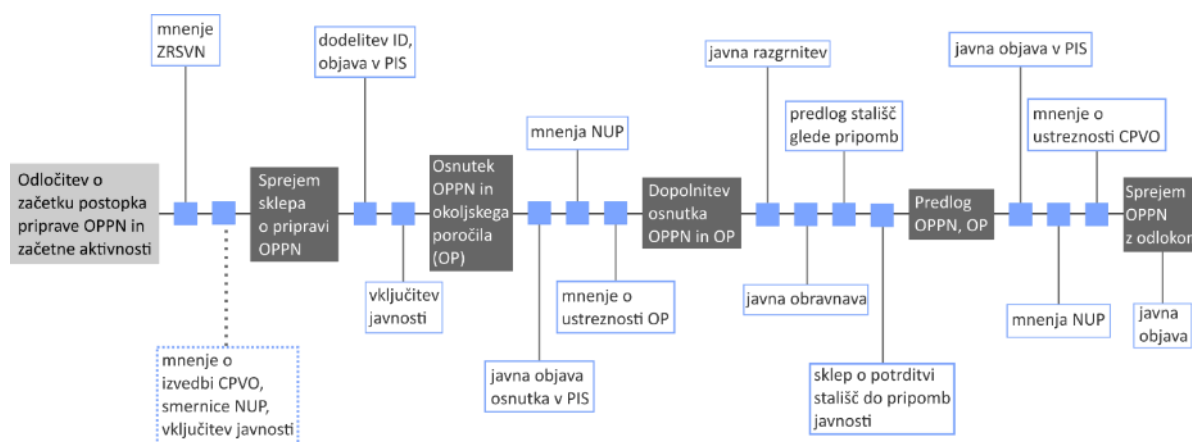 mnenje
ZRSVN
dodelitev ID,
objava v PIS
javna razgrnitev
javna objava v PIS
mnenja NUP
predlog stališč
glede pripomb
mnenje o
ustreznosti CPVO
Odločitev o
začetku postopka
priprave OPPN in
začetne aktivnosti
Sprejem
sklepa
o pripravi
OPPN
Osnutek
OPPN in
okoljskega
poročila
(OP)
Dopolnitev
osnutka
OPPN in OP
Predlog
OPPN, OP
Sprejem
OPPN
z odlokom
vključitev
javnosti
mnenje o
ustreznosti OP
javna obravnava
mnenja NUP
javna
objava
mnenje o
izvedbi CPVO,
smernice NUP,
vključitev javnosti
javna objava
osnutka v PIS
sklep o potrditvi
stališč do pripomb
javnosti